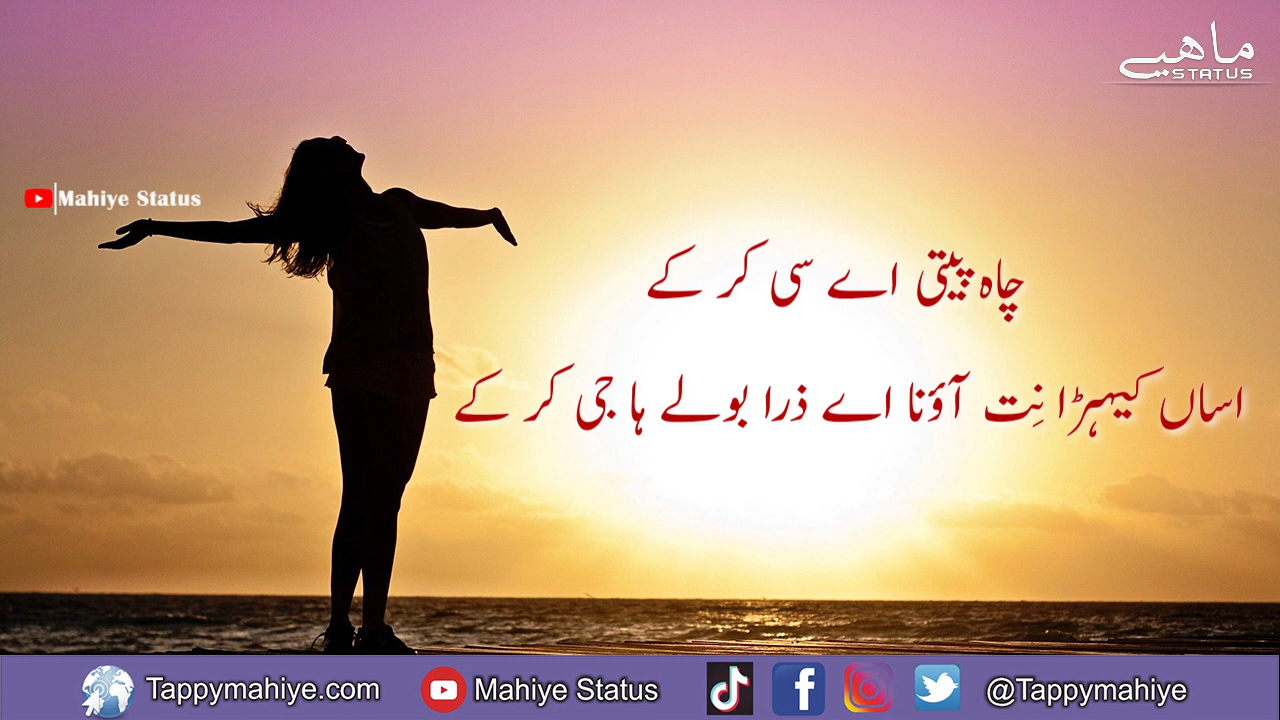 ماہیے
STATUS
Mahiye Status
چاہ پیتی اے سی کر کے
اساں کیہڑا نِت آؤنا اے ذرا بولے ہا جی کر کے
Tappymahiye.com Mahiye Status @Tappymahiye